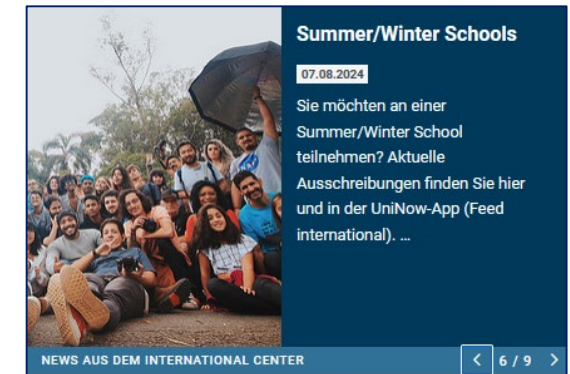 Summer/Winter Schools
07.08.2024
Sie möchten an einer
Summer/Winter School
teilnehmen? Aktuelle
Ausschreibungen finden Sie hier
und in der UniNow-App (Feed
international). ...
NEWS AUS DEM INTERNATIONAL CENTER
< 6 / 9 >